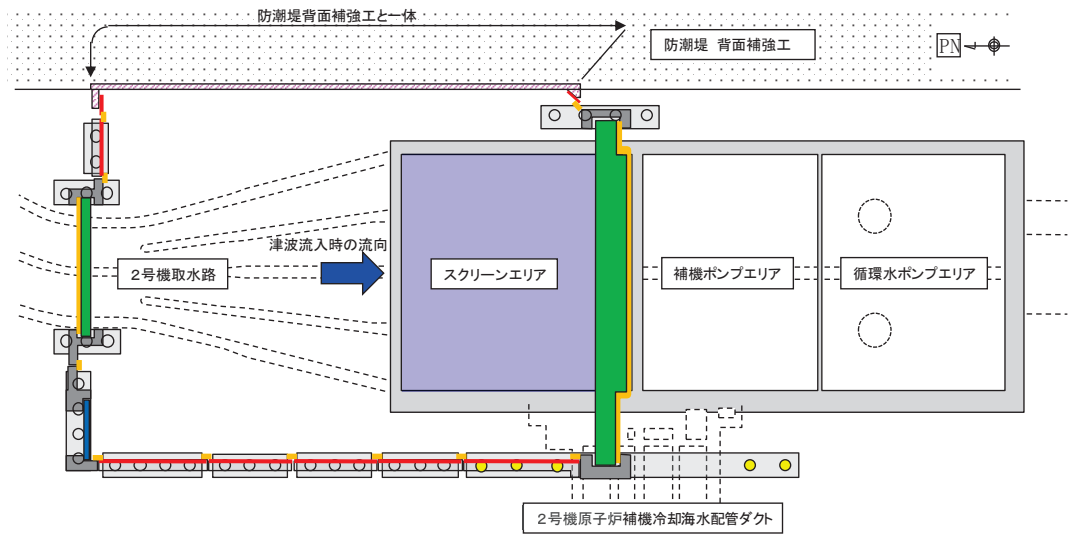 防潮堤背面補強工と一体
防潮堤 背面補強工
PN
津波流入時の流向
2号機取水路
スクリーンエリア
補機ポンプエリア
循環水ポンプエリア
2号機原子炉補機冷却海水配管ダクト